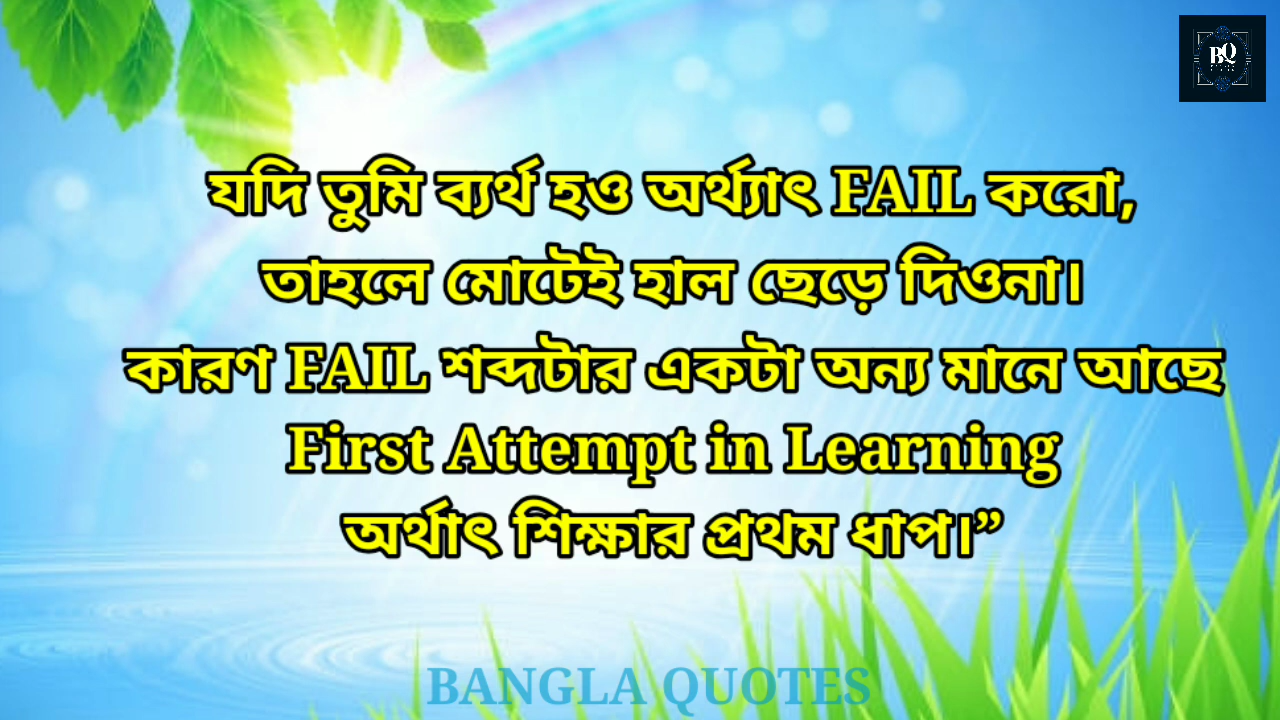 BQ
যদি তুমি ব্যর্থ হও অর্থ্যাৎ FAIL করো,
তাহলে মোটেই হাল ছেড়ে দিওনা।
কারণ FAIL শব্দটার একটা অন্য মানে আছে
First Attempt in Learning
অর্থাৎ শিক্ষার প্রথম ধাপ।”
BANGLA QUOTES